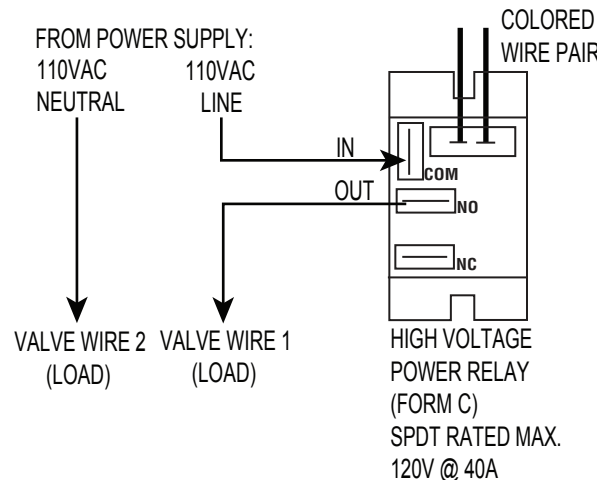 COLORED
WIRE PAIR
FROM POWER SUPPLY:
110VAC
NEUTRAL
110VAC
LINE
IN
COM
OUT
NO
NC
VALVE WIRE 2
(LOAD)
VALVE WIRE 1
(LOAD)
HIGH VOLTAGE
POWER RELAY
(FORM C)
SPDT RATED MAX.
120V @ 40A